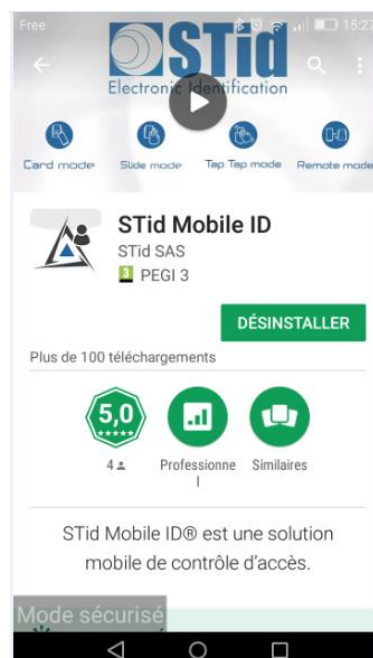 Free 15:27
STid
Electronic Identification
Card mode Slide mode Tap Tap mode Remote mode
STid Mobile ID
STid SAS
3 PEGI 3
DÉSINSTALLER
Plus de 100 téléchargements
5,0
4 Professionne Similaires
l
STid Mobile ID® est une solution
mobile de contrôle d'accès.
Mode sécurisé